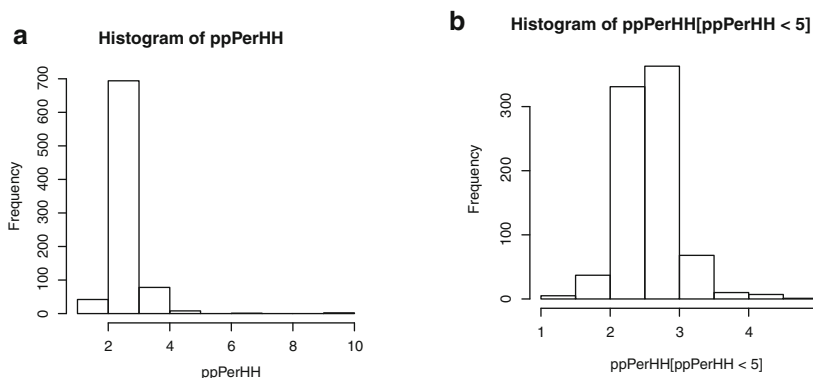 a
Histogram of ppPerHH
Frequency
700
600
500
400
300
200
100
0
2 4 6 8 10
ppPerHH
b
Histogram of ppPerHH[ppPerHH < 5]
Frequency
300
200
100
0
1 2 3 4
ppPerHH[ppPerHH < 5]